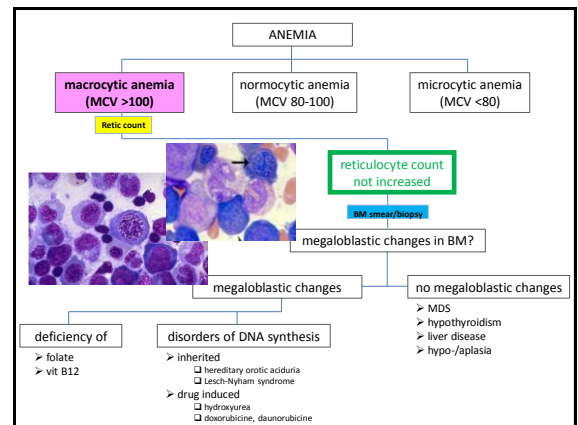 ANEMIA
macrocytic anemia
(MCV >100)
normocytic anemia
(MCV 80-100)
microcytic anemia
(MCV <80)
Retic count
reticulocyte count
not increased
BM smear/biopsy
megaloblastic changes in BM?
megaloblastic changes
no megaloblastic changes
➢ MDS
➢ hypothyroidism
➢ liver disease
➢ hypo-/aplasia
deficiency of
➢ folate
➢ vit B12
disorders of DNA synthesis
➢ inherited
❑ hereditary orotic aciduria
❑ Lesch-Nyham syndrome
➢ drug induced
❑ hydroxyurea
❑ doxorubicine, daunorubicine